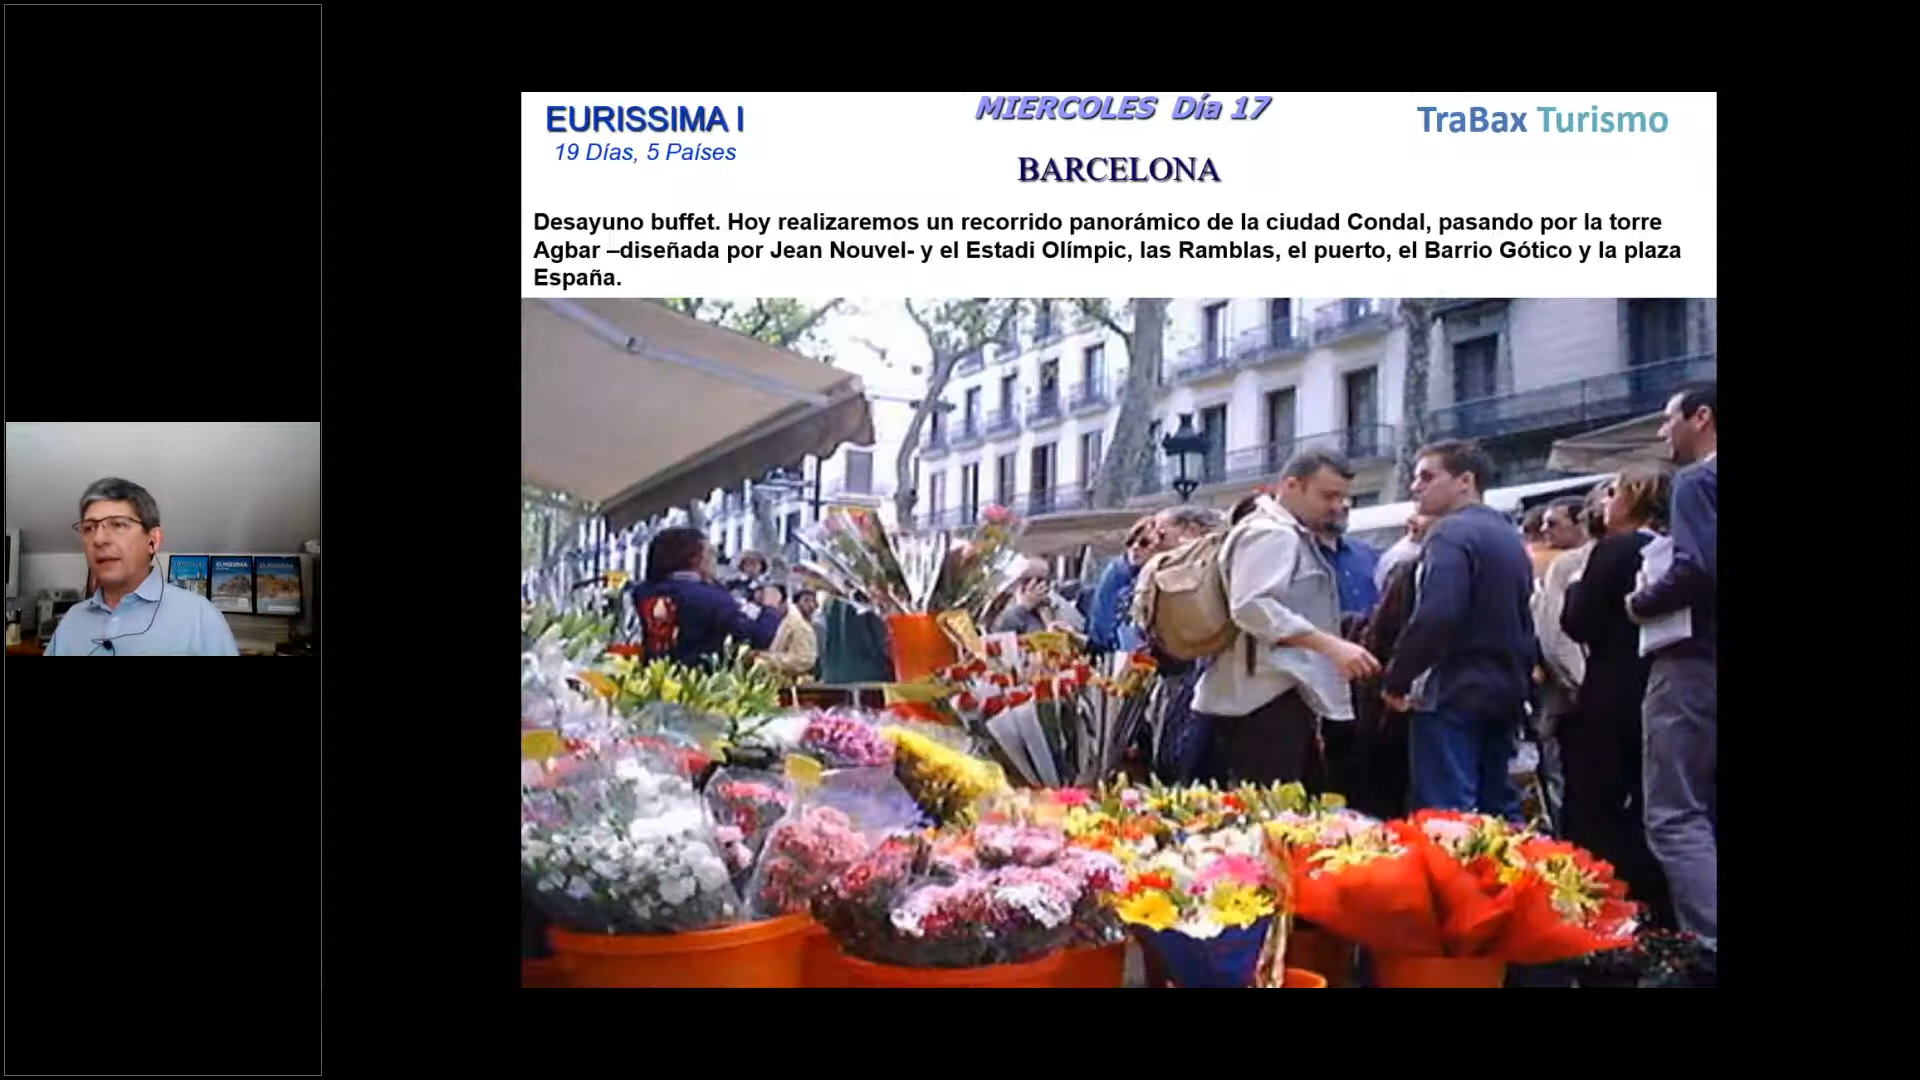 EURISSIMA I
19 Días, 5 Países
MIERCOLES Día 17
BARCELONA
TraBax Turismo
Desayuno buffet. Hoy realizaremos un recorrido panorámico de la ciudad Condal, pasando por la torre
Agbar –diseñada por Jean Nouvel- y el Estadi Olímpic, las Ramblas, el puerto, el Barrio Gótico y la plaza
España.
EURISSIMA
EURISSIMA